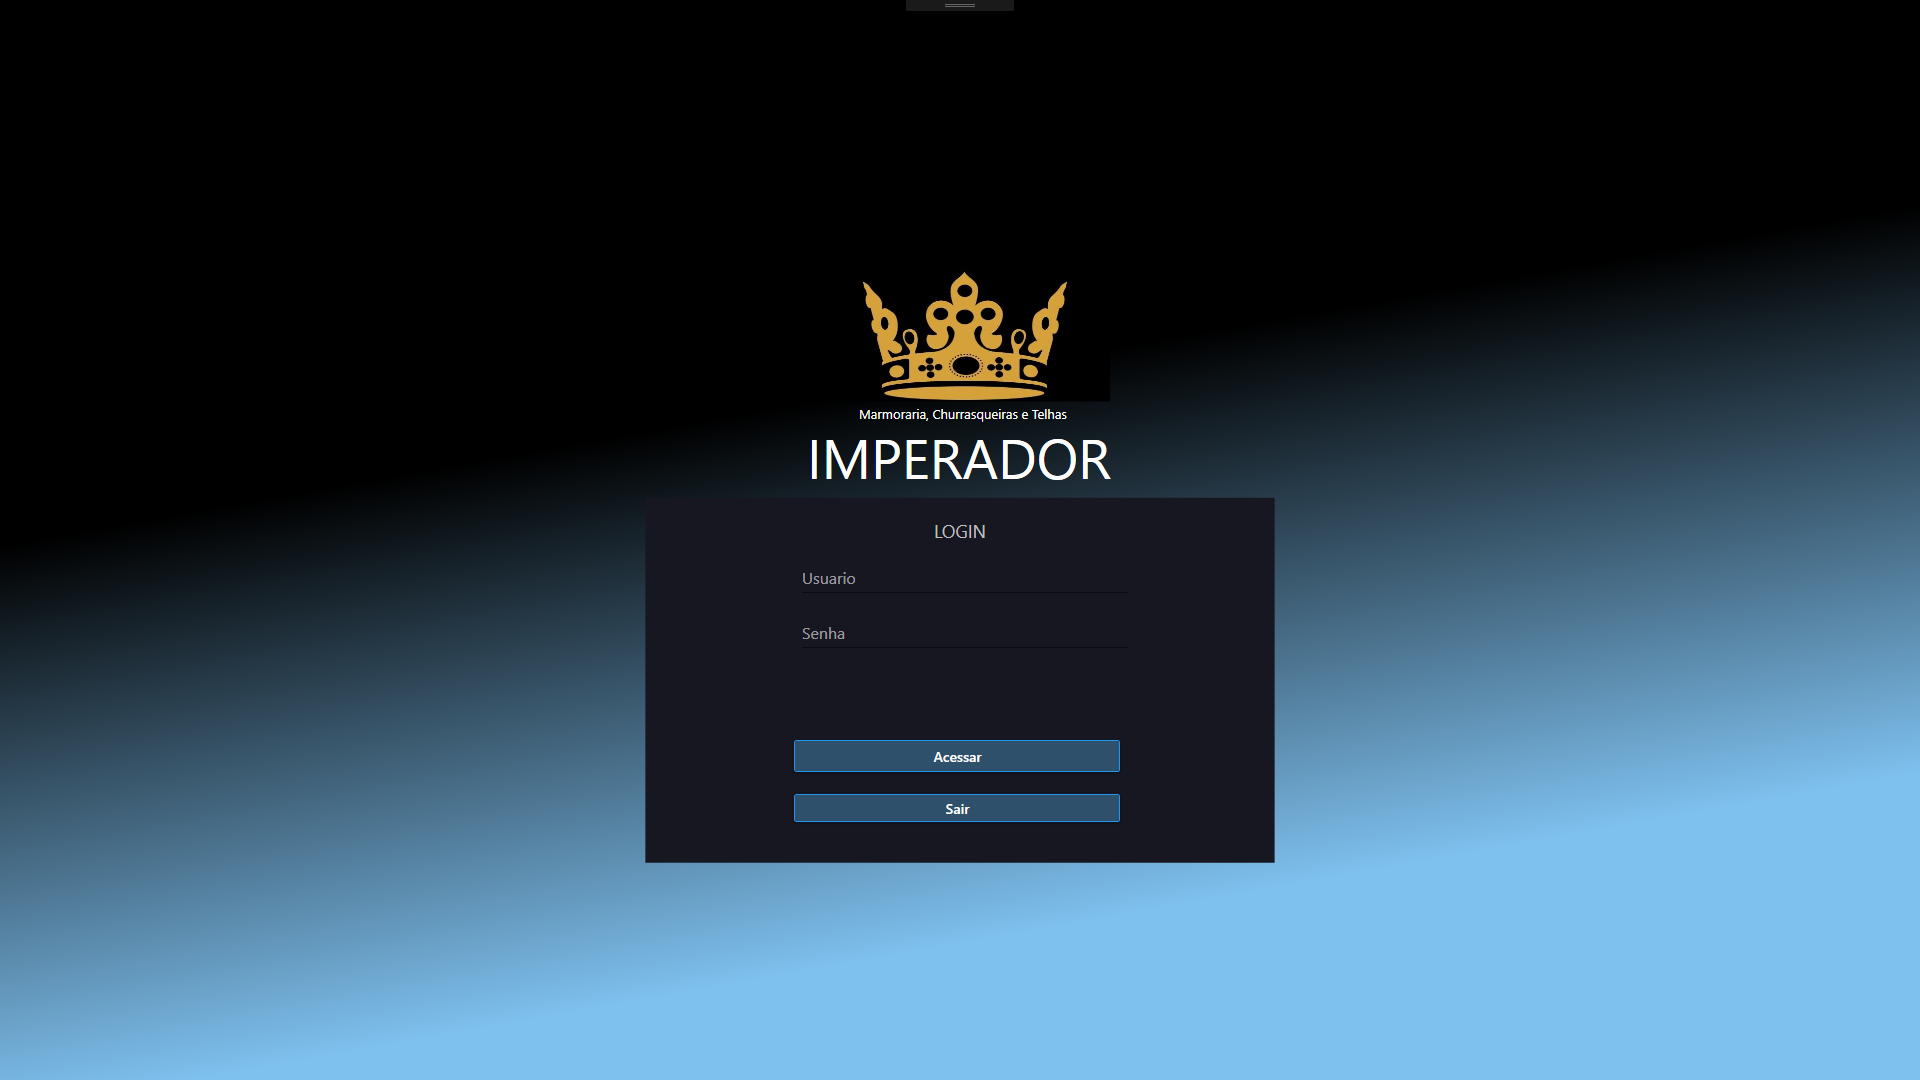 Marmoraria, Churrasqueiras e Telhas
IMPERADOR
LOGIN
Usuario
Senha
Acessar
Sair